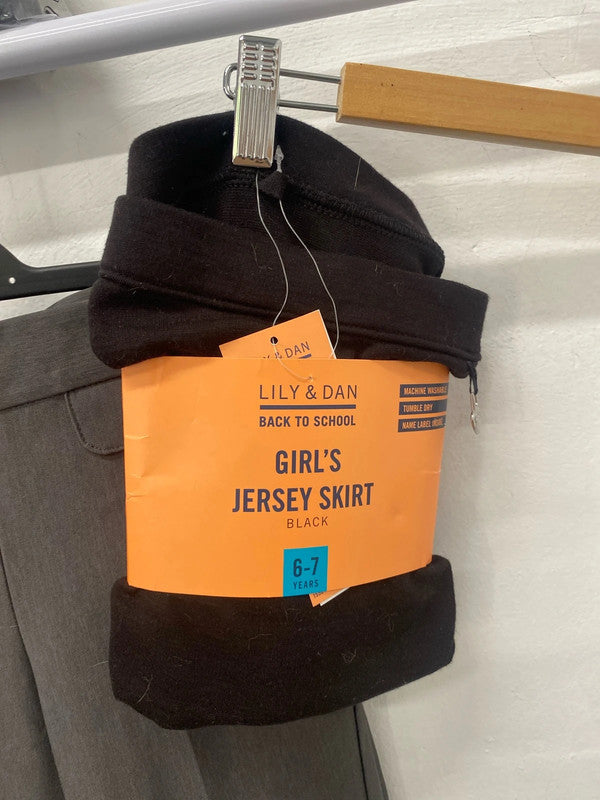 & DAN
LILY & DAN
BACK TO SCHOOL
MACHINE WASHABLE
TUMBLE DRY
NAME LABEL INSIDE
GIRL'S
JERSEY SKIRT
BLACK
6-7
YEARS